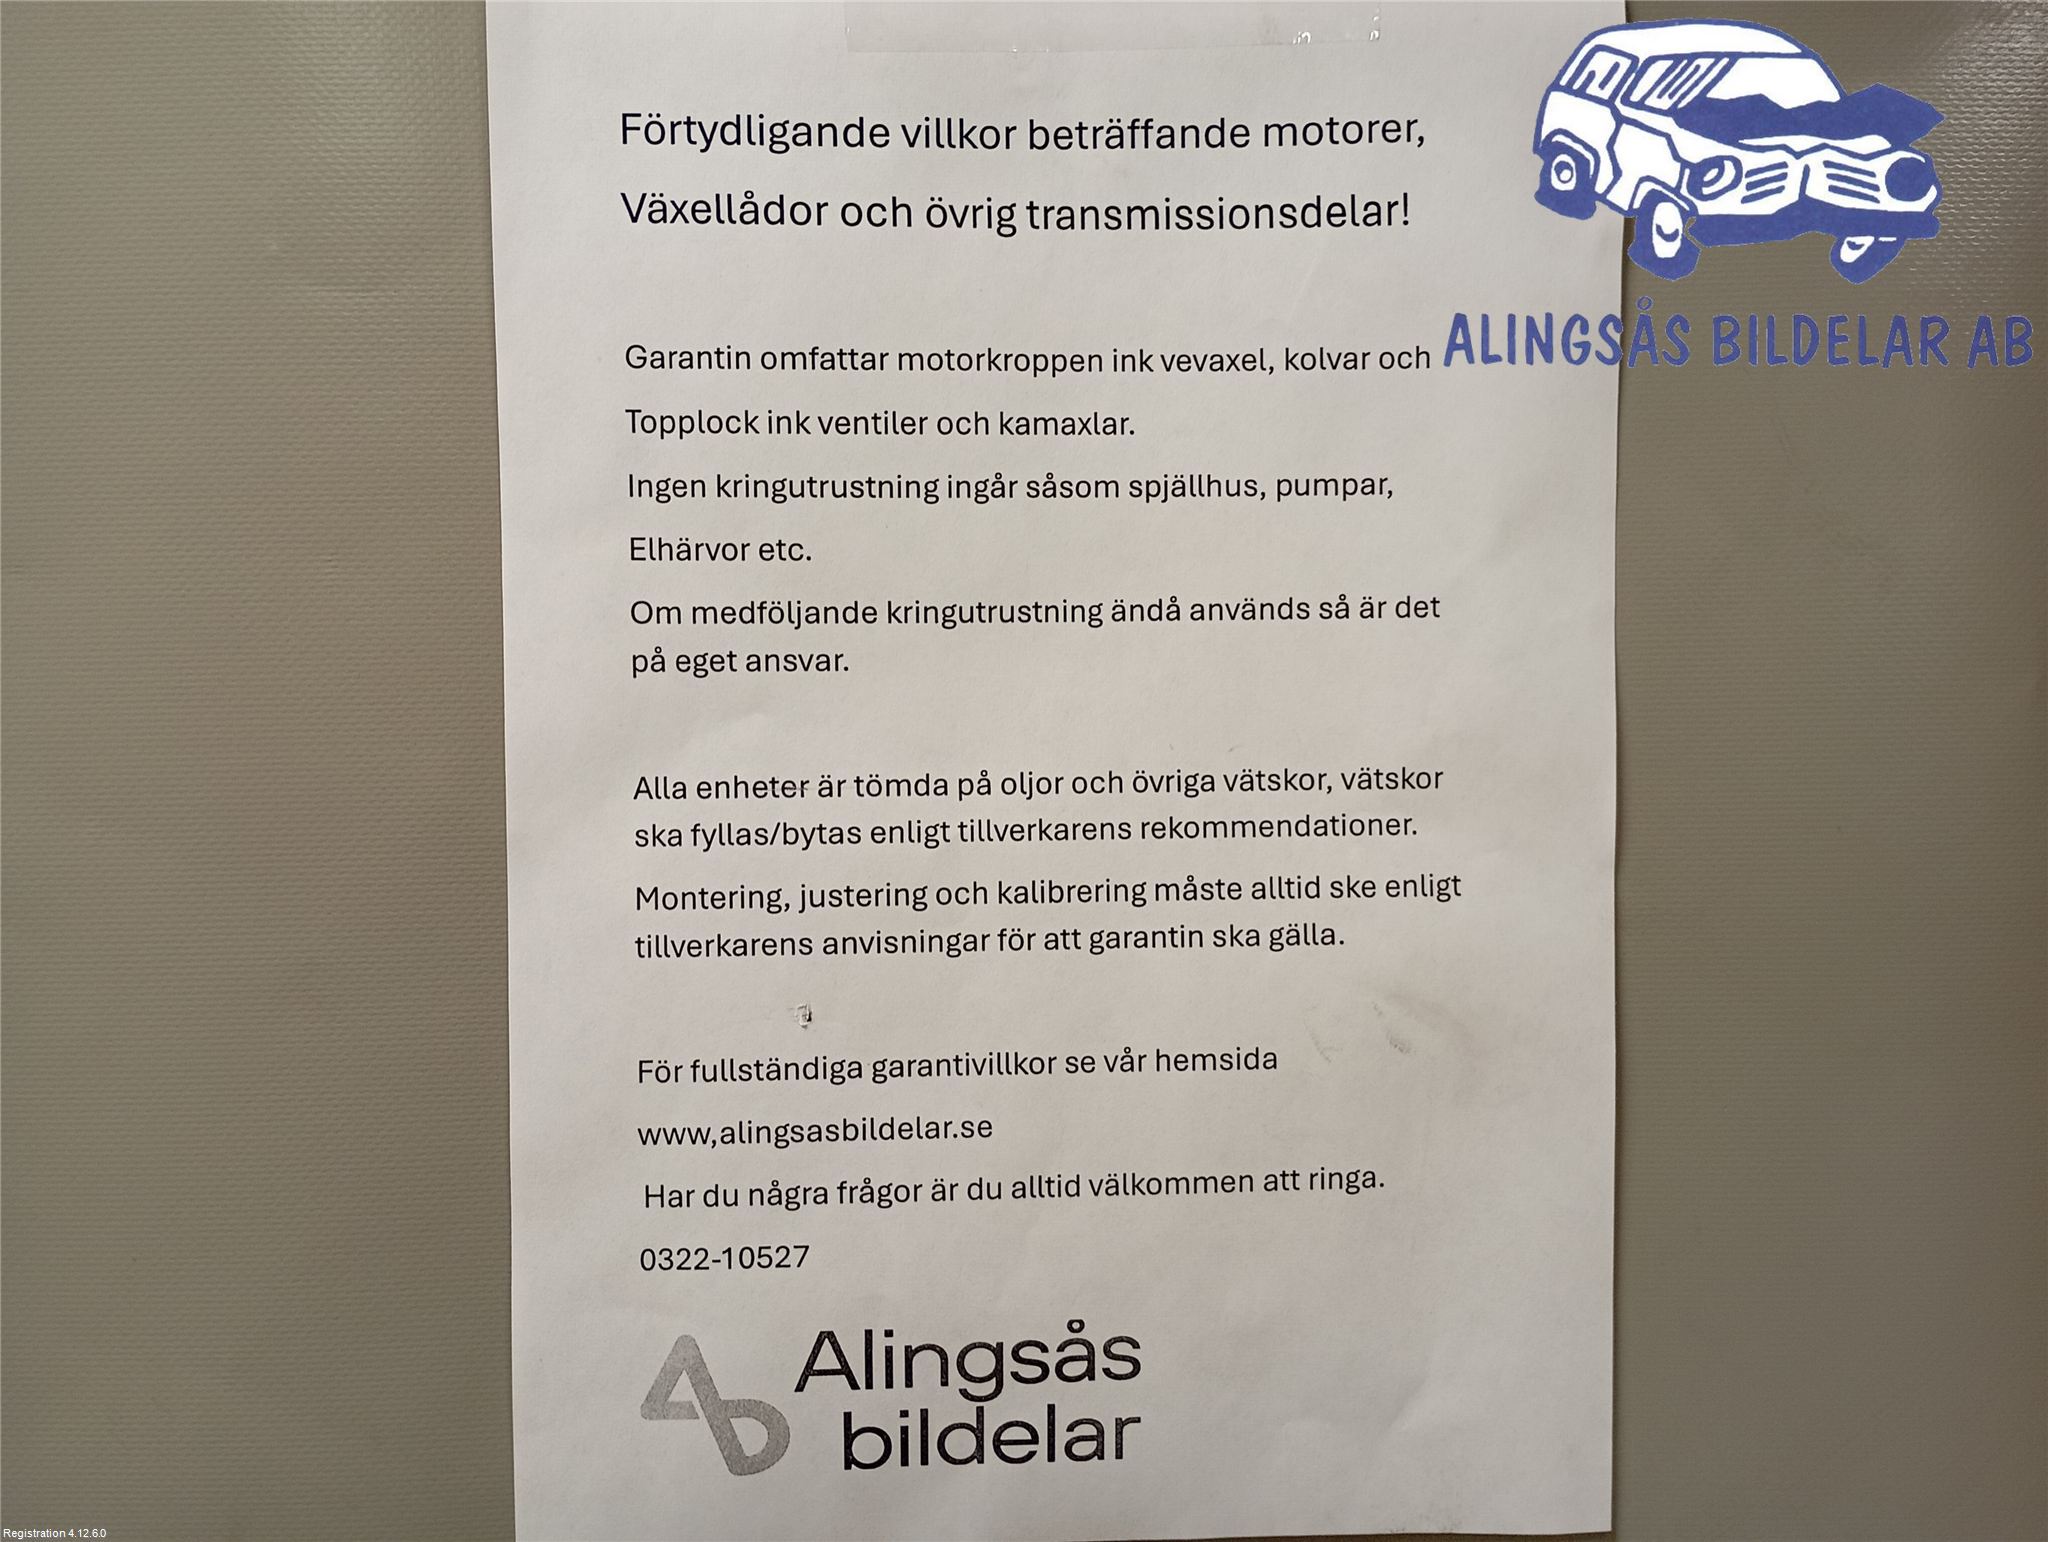 Förtydligande villkor beträffande motorer,
Växellådor och övrig transmissionsdelar!
ALINGSÅS BILDELAR AB
Garantin omfattar motorkroppen ink vevaxel, kolvar och
Topplock ink ventiler och kamaxlar.
Ingen kringutrustning ingår såsom spjällhus, pumpar,
Elhärvor etc.
Om medföljande kringutrustning ändå används så är det
på eget ansvar.
Alla enheter är tömda på oljor och övriga vätskor, vätskor
ska fyllas/bytas enligt tillverkarens rekommendationer.
Montering, justering och kalibrering måste alltid ske enligt
tillverkarens anvisningar för att garantin ska gälla.
För fullständiga garantivillkor se vår hemsida
www,alingsasbildelar.se
Har du några frågor är du alltid välkommen att ringa.
0322-10527
Alingsås
bildelar
Registration 4.12.6.0